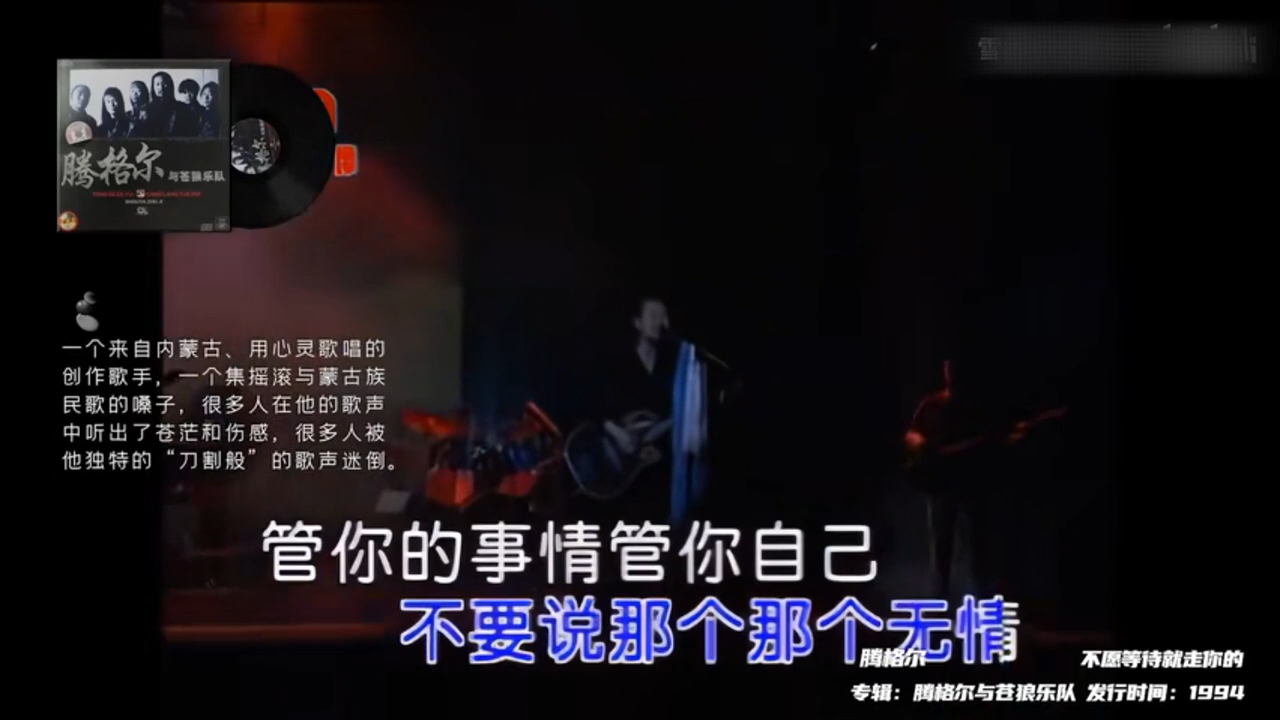 腾格尔 与苍狼乐队
一个来自内蒙古、用心灵歌唱的
创作歌手，一个集摇滚与蒙古族
民歌的嗓子，很多人在他的歌声
中听出了苍茫和伤感，很多人被
他独特的“刀割般”的歌声迷倒。
管你的事情管你自己
不要说那个那个无情
腾格尔 不愿等待就走你的
专辑：腾格尔与苍狼乐队 发行时间：1994